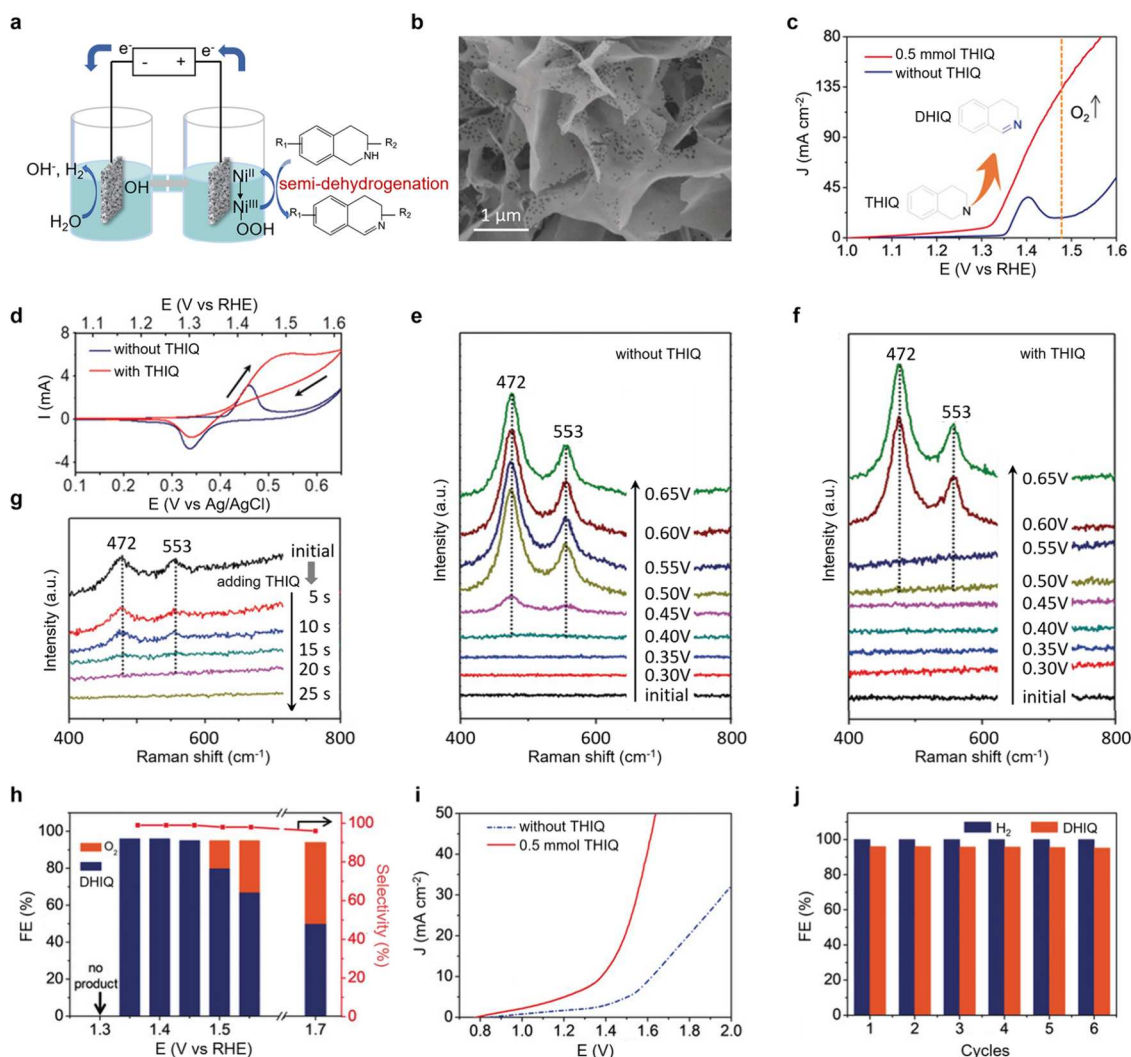 a
e⁻
e⁻
- +
OH⁻, H₂
H₂O
OH
Niᴵᴵ
Niᴵᴵᴵ
OOH
R₁
R₂
NH
semi-dehydrogenation
R₁
R₂
N
b
1 µm
c
0.5 mmol THIQ
without THIQ
DHIQ
N
THIQ
N
O₂↑
J (mA cm⁻²)
80
135
90
45
0
1.0 1.1 1.2 1.3 1.4 1.5 1.6
E (V vs RHE)
d
E (V vs RHE)
1.1 1.2 1.3 1.4 1.5 1.6
without THIQ
with THIQ
I (mA)
8
4
0
-4
0.1 0.2 0.3 0.4 0.5 0.6
E (V vs Ag/AgCl)
e
without THIQ
472
553
0.65V
0.60V
0.55V
0.50V
0.45V
0.40V
0.35V
0.30V
initial
Intensity (a.u.)
400 600 800
Raman shift (cm⁻¹)
f
with THIQ
472
553
0.65V
0.60V
0.55V
0.50V
0.45V
0.40V
0.35V
0.30V
initial
Intensity (a.u.)
400 600 800
Raman shift (cm⁻¹)
g
472
553
initial
adding THIQ
5 s
10 s
15 s
20 s
25 s
Intensity (a.u.)
400 600 800
Raman shift (cm⁻¹)
h
O₂
DHIQ
no
product
FE (%)
100
80
60
40
20
0
1.3 1.4 1.5 1.7
E (V vs RHE)
Selectivity (%)
100
80
60
40
20
0
i
without THIQ
0.5 mmol THIQ
J (mA cm⁻²)
50
40
30
20
10
0
0.8 1.0 1.2 1.4 1.6 1.8 2.0
E (V)
j
H₂ DHIQ
FE (%)
100
80
60
40
20
0
1 2 3 4 5 6
Cycles